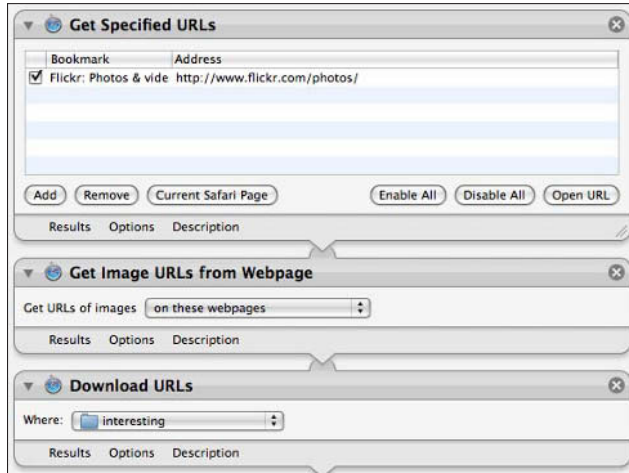 Get Specified URLs
Bookmark Address
Flickr: Photos & vide http://www.flickr.com/photos/
Add Remove Current Safari Page Enable All Disable All Open URL
Results Options Description
Get Image URLs from Webpage
Get URLs of images on these webpages
Results Options Description
Download URLs
Where: interesting
Results Options Description